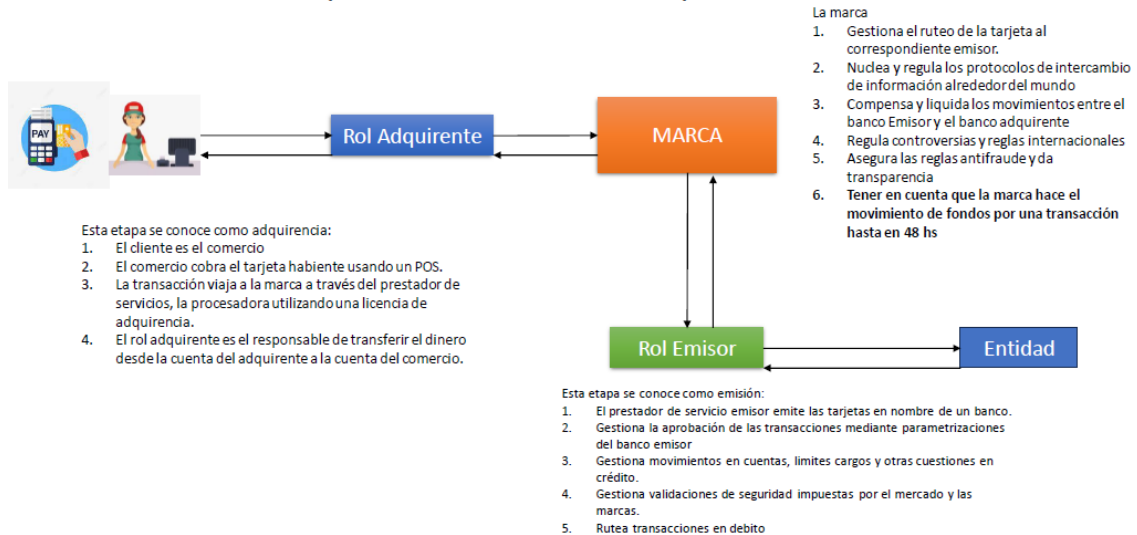 La marca
1. Gestiona el ruteo de la tarjeta al
correspondiente emisor.
2. Nuclea y regula los protocolos de intercambio
de información alrededor del mundo
3. Compensa y liquida los movimientos entre el
banco Emisor y el banco adquirente
4. Regula controversias y reglas internacionales
5. Asegura las reglas antifraude y da
transparencia
6. Tener en cuenta que la marca hace el
movimiento de fondos por una transacción
hasta en 48 hs
PAY
Rol Adquirente
MARCA
Esta etapa se conoce como adquirencia:
1. El cliente es el comercio
2. El comercio cobra el tarjeta habiente usando un POS.
3. La transacción viaja a la marca a través del prestador de
servicios, la procesadora utilizando una licencia de
adquirencia.
4. El rol adquirente es el responsable de transferir el dinero
desde la cuenta del adquirente a la cuenta del comercio.
Rol Emisor
Entidad
Esta etapa se conoce como emisión:
1. El prestador de servicio emisor emite las tarjetas en nombre de un banco.
2. Gestiona la aprobación de las transacciones mediante parametrizaciones
del banco emisor
3. Gestiona movimientos en cuentas, limites cargos y otras cuestiones en
crédito.
4. Gestiona validaciones de seguridad impuestas por el mercado y las
marcas.
5. Rutea transacciones en debito